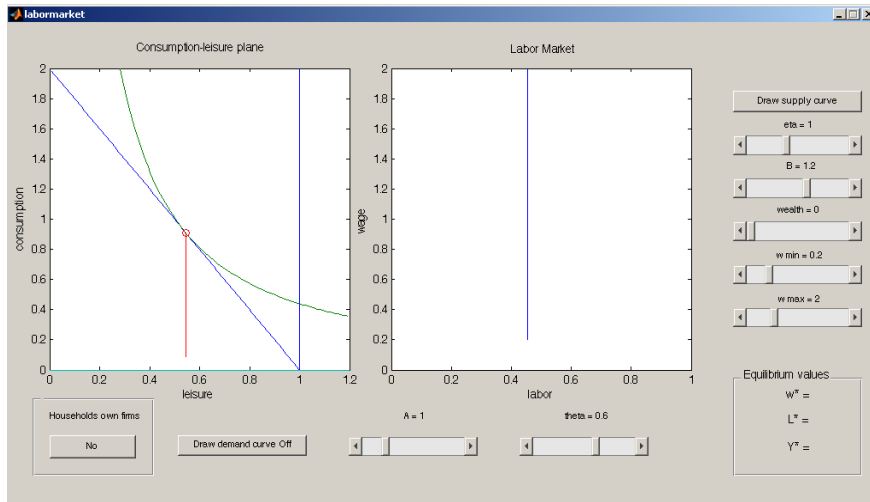 labormarket
Consumption-leisure plane
Labor Market
2
1.8
1.6
1.4
1.2
1
0.8
0.6
0.4
0.2
0
consumption
0 0.2 0.4 0.6 0.8 1 1.2
leisure
2
1.8
1.6
1.4
1.2
1
0.8
0.6
0.4
0.2
0
wage
0 0.2 0.4 0.6 0.8 1
labor
Draw supply curve
eta = 1
B = 1.2
wealth = 0
w min = 0.2
w max = 2
Equilibrium values
w* =
L* =
Y* =
Households own firms
No
Draw demand curve Off
A = 1
theta = 0.6